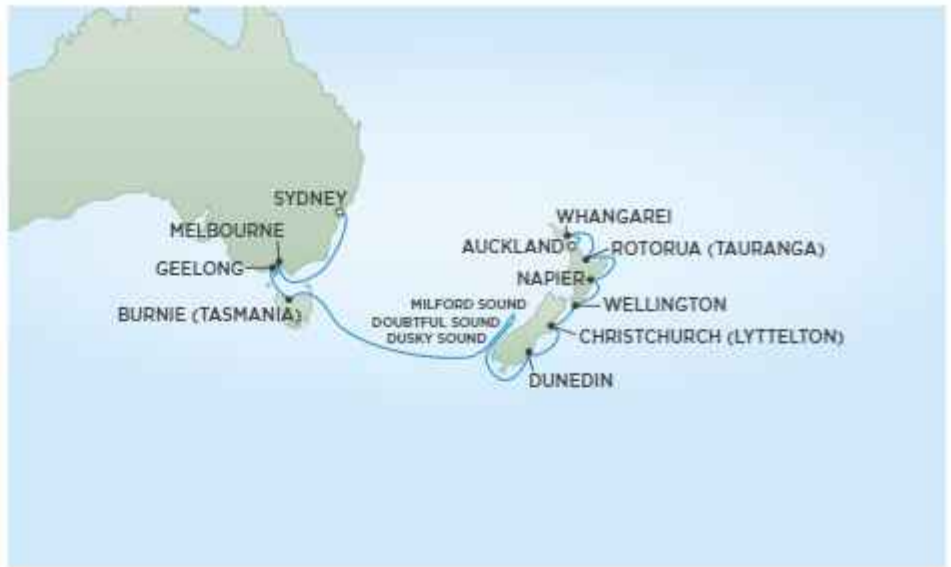 SYDNEY
MELBOURNE
GEELONG
BURNIE (TASMANIA)
WHANGAREI
AUCKLAND
ROTORUA (TAURANGA)
NAPIER
WELLINGTON
MILFORD SOUND
DOUBTFUL SOUND
DUSKY SOUND
CHRISTCHURCH (LYTTELTON)
DUNEDIN